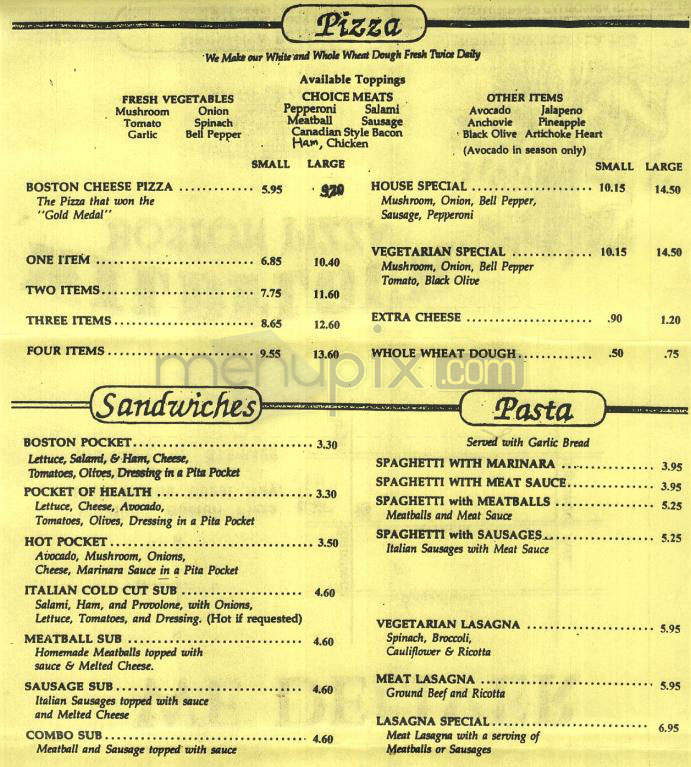 Pizza
We Make our White and Whole Wheat Dough Fresh Twice Daily
Available Toppings
FRESH VEGETABLES
Mushroom Onion
Tomato Spinach
Garlic Bell Pepper
CHOICE MEATS
Pepperoni Salami
Meatball Sausage
Canadian Style Bacon
Ham, Chicken
OTHER ITEMS
Avocado Jalapeno
Anchovie Pineapple
Black Olive Artichoke Heart
(Avocado in season only)
SMALL LARGE
BOSTON CHEESE PIZZA ........... 5.95
The Pizza that won the
"Gold Medal"
ONE ITEM ........................ 6.85 10.40
TWO ITEMS ....................... 7.75 11.60
THREE ITEMS ..................... 8.65 12.60
FOUR ITEMS ...................... 9.55 13.60
SMALL LARGE
HOUSE SPECIAL .................. 10.15 14.50
Mushroom, Onion, Bell Pepper,
Sausage, Pepperoni
VEGETARIAN SPECIAL ............. 10.15 14.50
Mushroom, Onion, Bell Pepper
Tomato, Black Olive
EXTRA CHEESE ................... .90 1.20
WHOLE WHEAT DOUGH .............. .50 .75
menupix.com
Sandwiches
BOSTON POCKET ........................... 3.30
Lettuce, Salami, & Ham, Cheese,
Tomatoes, Olives, Dressing in a Pita Pocket
POCKET OF HEALTH ........................ 3.30
Lettuce, Cheese, Avocado,
Tomatoes, Olives, Dressing in a Pita Pocket
HOT POCKET .............................. 3.50
Avocado, Mushroom, Onions,
Cheese, Marinara Sauce in a Pita Pocket
ITALIAN COLD CUT SUB .................... 4.60
Salami, Ham, and Provolone, with Onions,
Lettuce, Tomatoes, and Dressing. (Hot if requested)
MEATBALL SUB ............................ 4.60
Homemade Meatballs topped with
sauce & Melted Cheese.
SAUSAGE SUB ............................. 4.60
Italian Sausages topped with sauce
and Melted Cheese
COMBO SUB ............................... 4.60
Meatball and Sausage topped with sauce
Pasta
Served with Garlic Bread
SPAGHETTI WITH MARINARA ................ 3.95
SPAGHETTI WITH MEAT SAUCE ............... 3.95
SPAGHETTI with MEATBALLS ................ 5.25
Meatballs and Meat Sauce
SPAGHETTI with SAUSAGES ................. 5.25
Italian Sausages with Meat Sauce
VEGETARIAN LASAGNA ...................... 5.95
Spinach, Broccoli,
Cauliflower & Ricotta
MEAT LASAGNA ............................ 5.95
Ground Beef and Ricotta
LASAGNA SPECIAL ......................... 6.95
Meat Lasagna with a serving of
Meatballs or Sausages